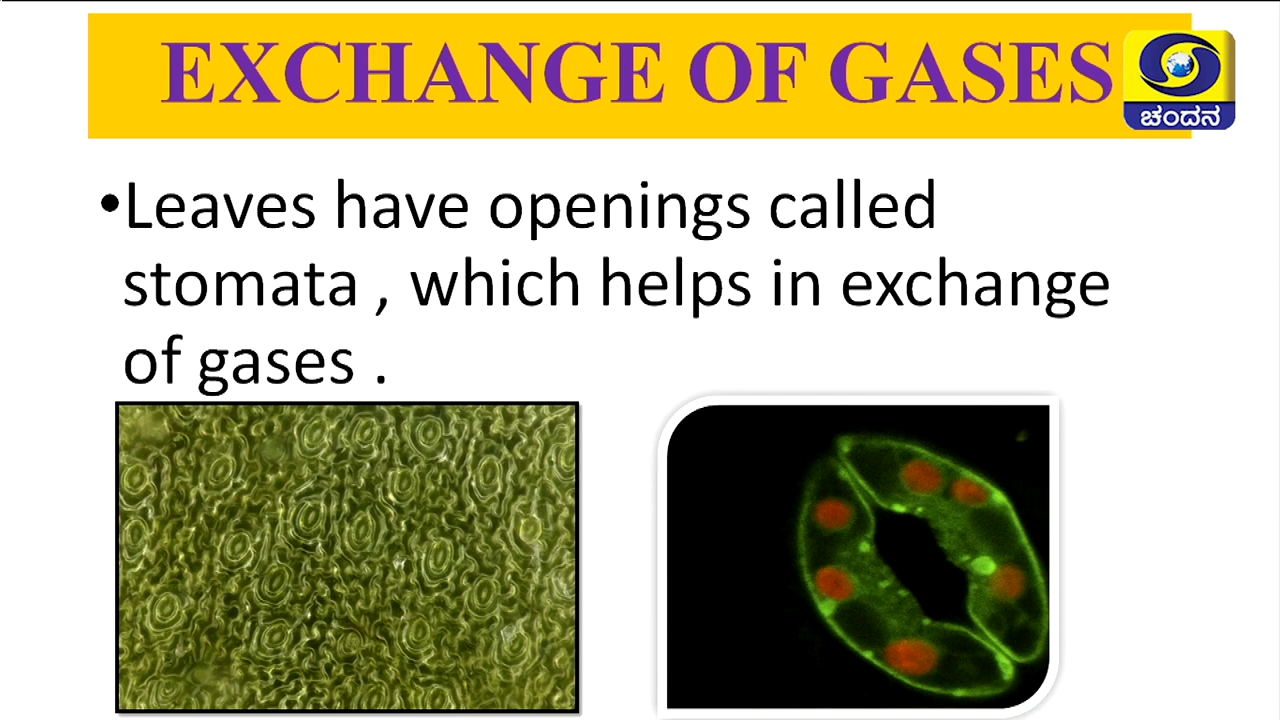 EXCHANGE OF GASES
ಚಂದನ
•Leaves have openings called
stomata , which helps in exchange
of gases .